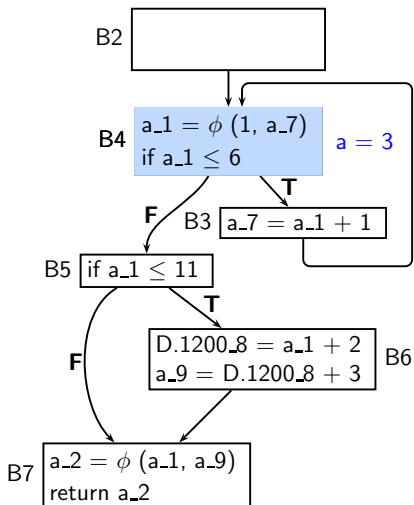 B2
B4
a_1 = ϕ (1, a_7)
if a_1 ≤ 6
a = 3
F
T
B3
a_7 = a_1 + 1
B5
if a_1 ≤ 11
T
F
D.1200_8 = a_1 + 2
a_9 = D.1200_8 + 3
B6
B7
a_2 = ϕ (a_1, a_9)
return a_2